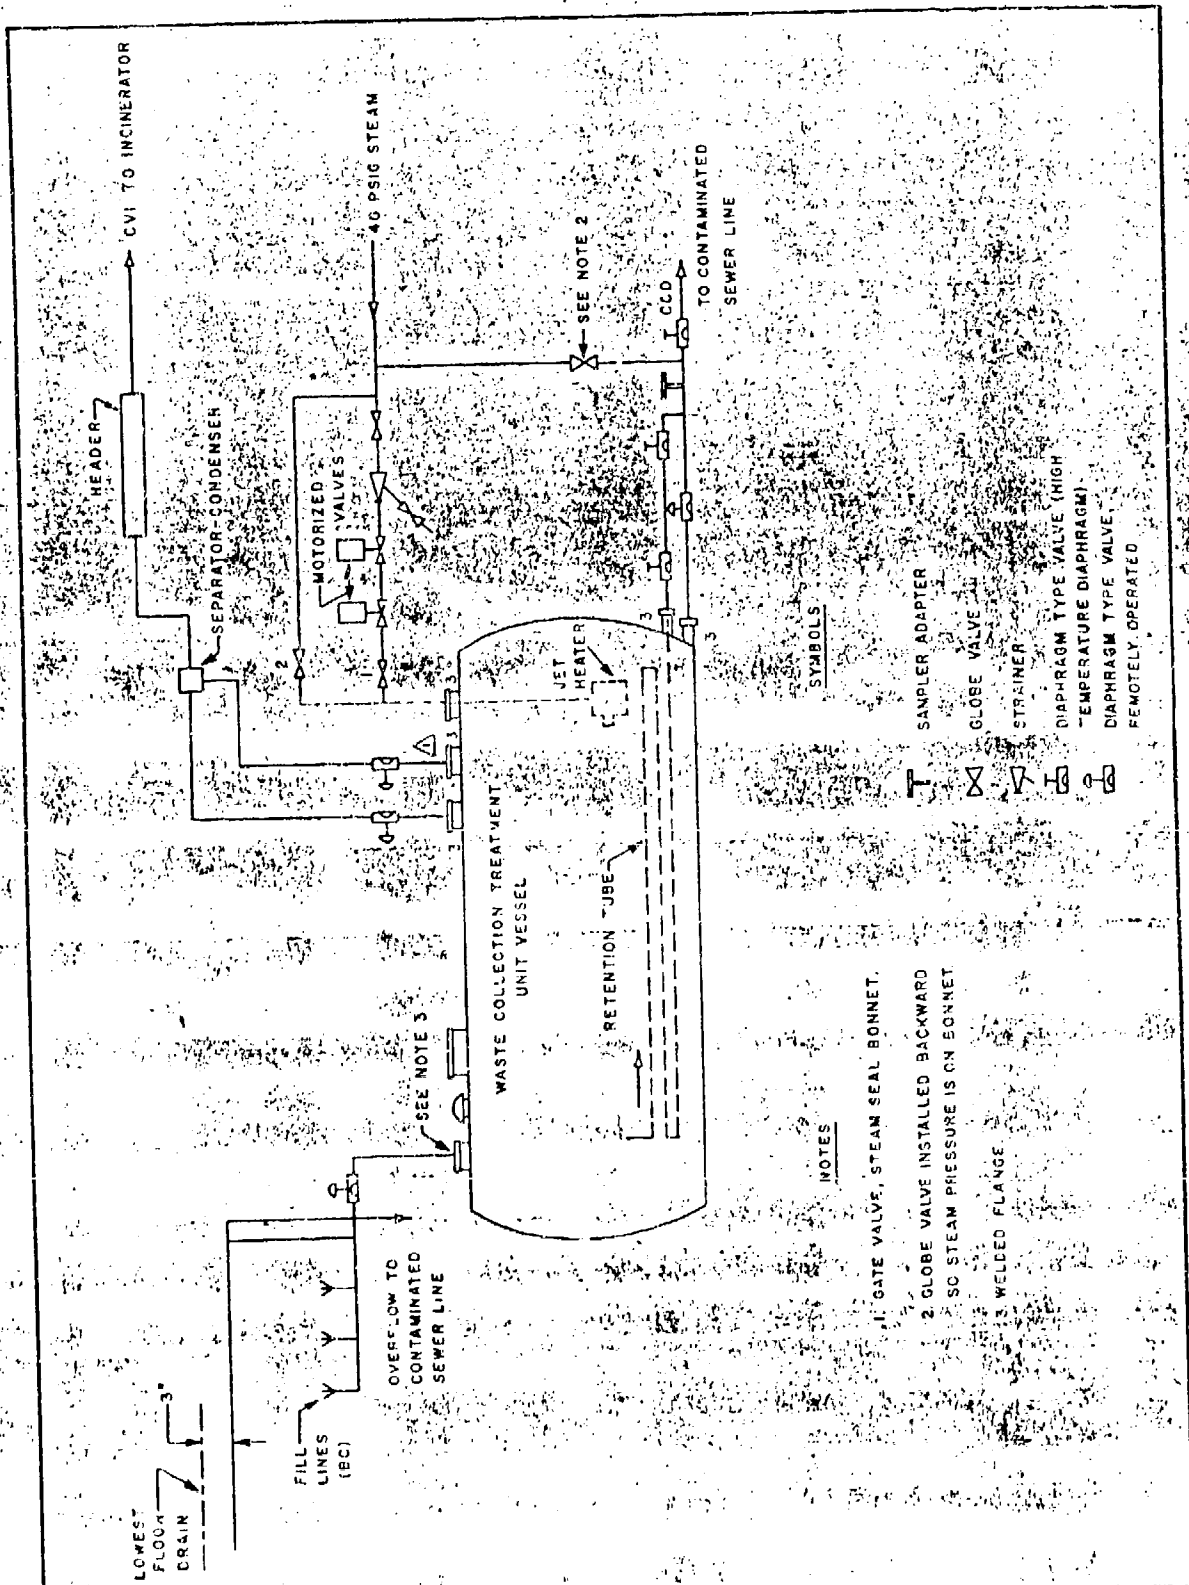 CVI TO INCINERATOR
HEADER
SEPARATOR-CONDENSER
40 PSIG STEAM
MOTORIZED
VALVES
2
1
SEE NOTE 2
CCD
TO CONTAMINATED
SEWER LINE
3
3
3
1
JET
HEATER
3
3
WASTE COLLECTION TREATMENT
UNIT VESSEL
RETENTION TUBE
SEE NOTE 3
LOWEST
FLOOR
DRAIN
3"
FILL
LINES
(BC)
OVERFLOW TO
CONTAMINATED
SEWER LINE
NOTES
1. GATE VALVE, STEAM SEAL BONNET.
2. GLOBE VALVE INSTALLED BACKWARD
SO STEAM PRESSURE IS ON BONNET.
3. WELDED FLANGE
SYMBOLS
SAMPLER ADAPTER
GLOBE VALVE
STRAINER
DIAPHRAGM TYPE VALVE (HIGH
TEMPERATURE DIAPHRAGM)
DIAPHRAGM TYPE VALVE,
REMOTELY OPERATED